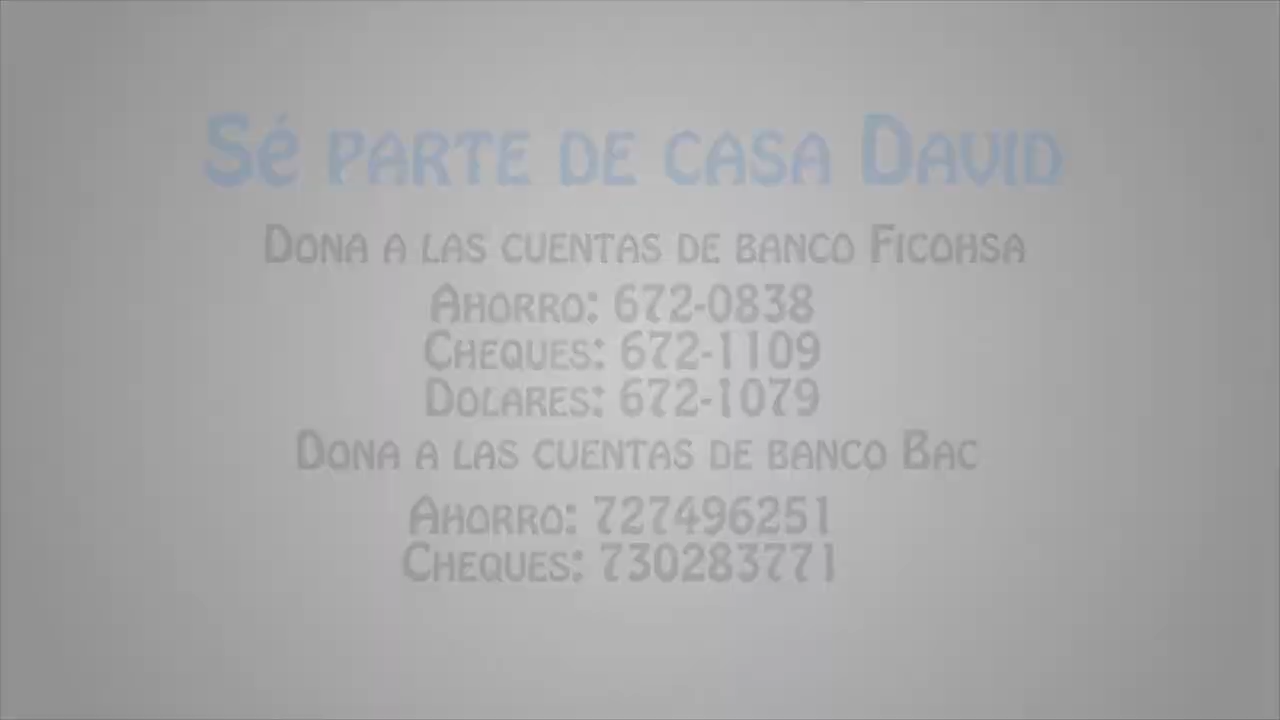 Sé parte de casa David
Dona a las cuentas de banco Ficohsa
Ahorro: 672-0838
Cheques: 672-1109
Dolares: 672-1079
Dona a las cuentas de banco Bac
Ahorro: 727496251
Cheques: 730283771